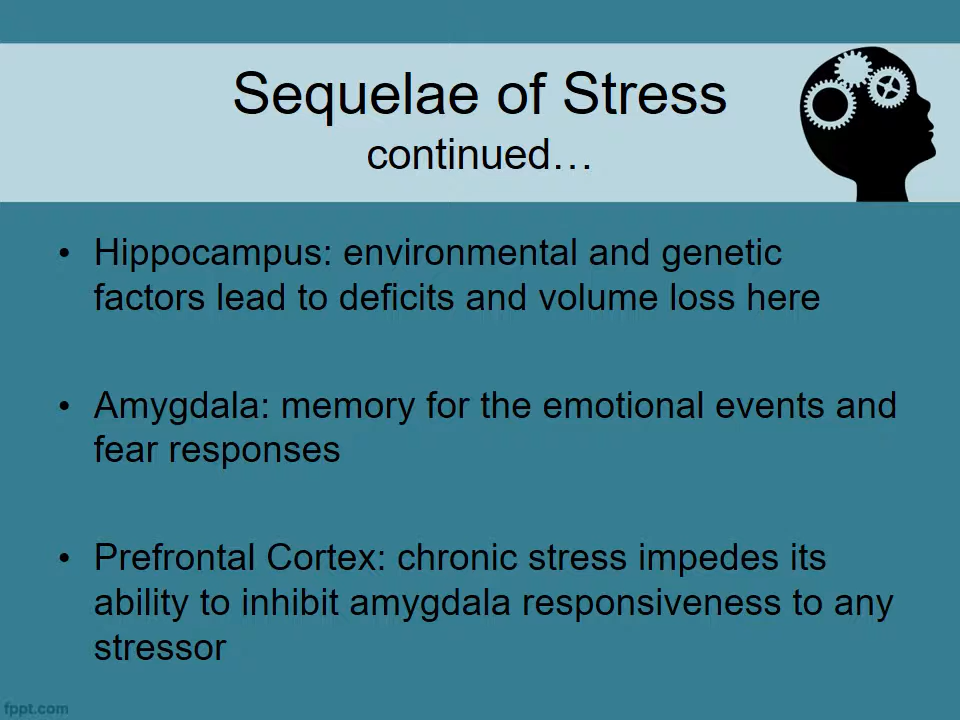 Sequelae of Stress
continued…
• Hippocampus: environmental and genetic
factors lead to deficits and volume loss here
• Amygdala: memory for the emotional events and
fear responses
• Prefrontal Cortex: chronic stress impedes its
ability to inhibit amygdala responsiveness to any
stressor
fppt.com